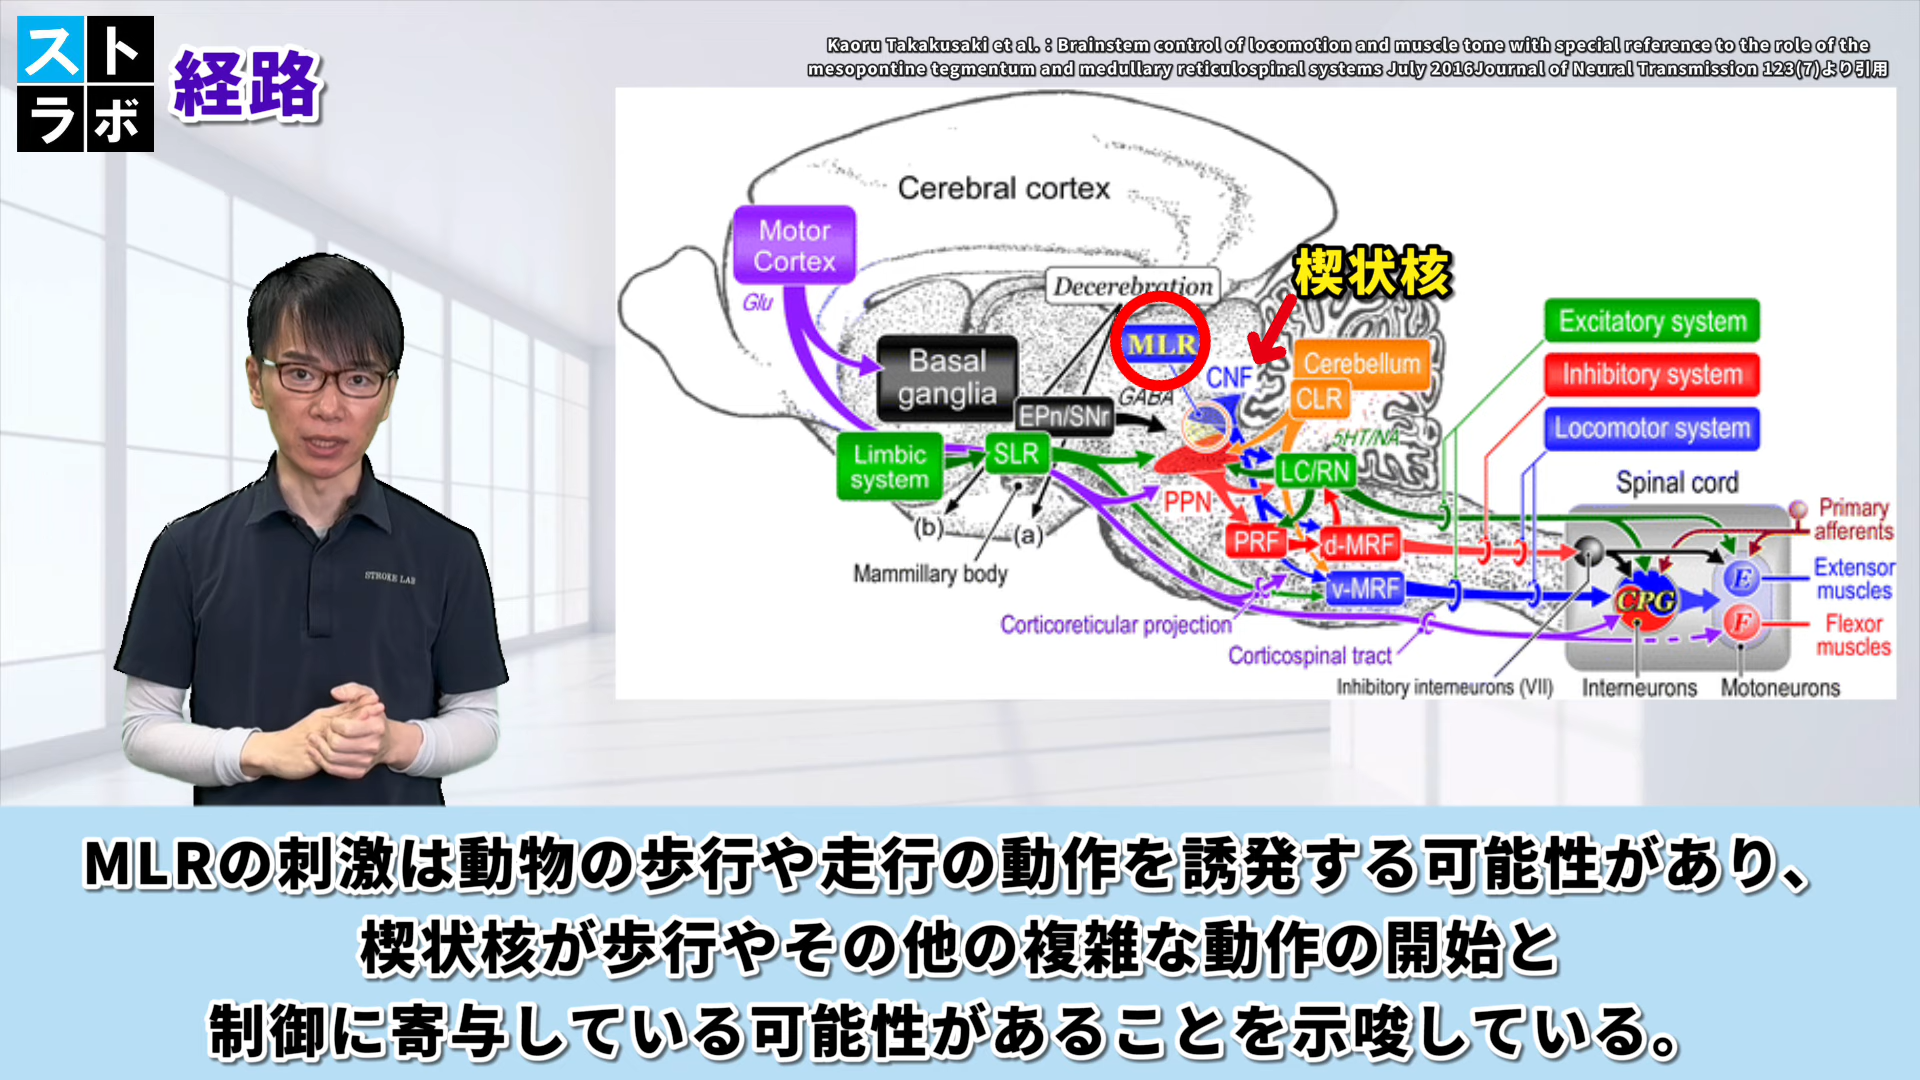 スト
ラボ
経路
Kaoru Takakusaki et al.：Brainstem control of locomotion and muscle tone with special reference to the role of the
mesopontine tegmentum and medullary reticulospinal systems July 2016Journal of Neural Transmission 123(7)より引用
Cerebral cortex
Motor
Cortex
Glu
Decerebration
楔状核
MLR
CNF
GABA
Basal
ganglia
EPn/SNr
Cerebellum
CLR
5HT/NA
Limbic
system
SLR
LC/RN
PPN
PRF
d-MRF
v-MRF
(b)
(a)
Mammillary body
Corticoreticular projection
Corticospinal tract
Excitatory system
Inhibitory system
Locomotor system
Spinal cord
Primary
afferents
E
Extensor
muscles
CPG
F
Flexor
muscles
Inhibitory interneurons (VII)
Interneurons
Motoneurons
STROKE LAB
MLRの刺激は動物の歩行や走行の動作を誘発する可能性があり、
楔状核が歩行やその他の複雑な動作の開始と
制御に寄与している可能性があることを示唆している。